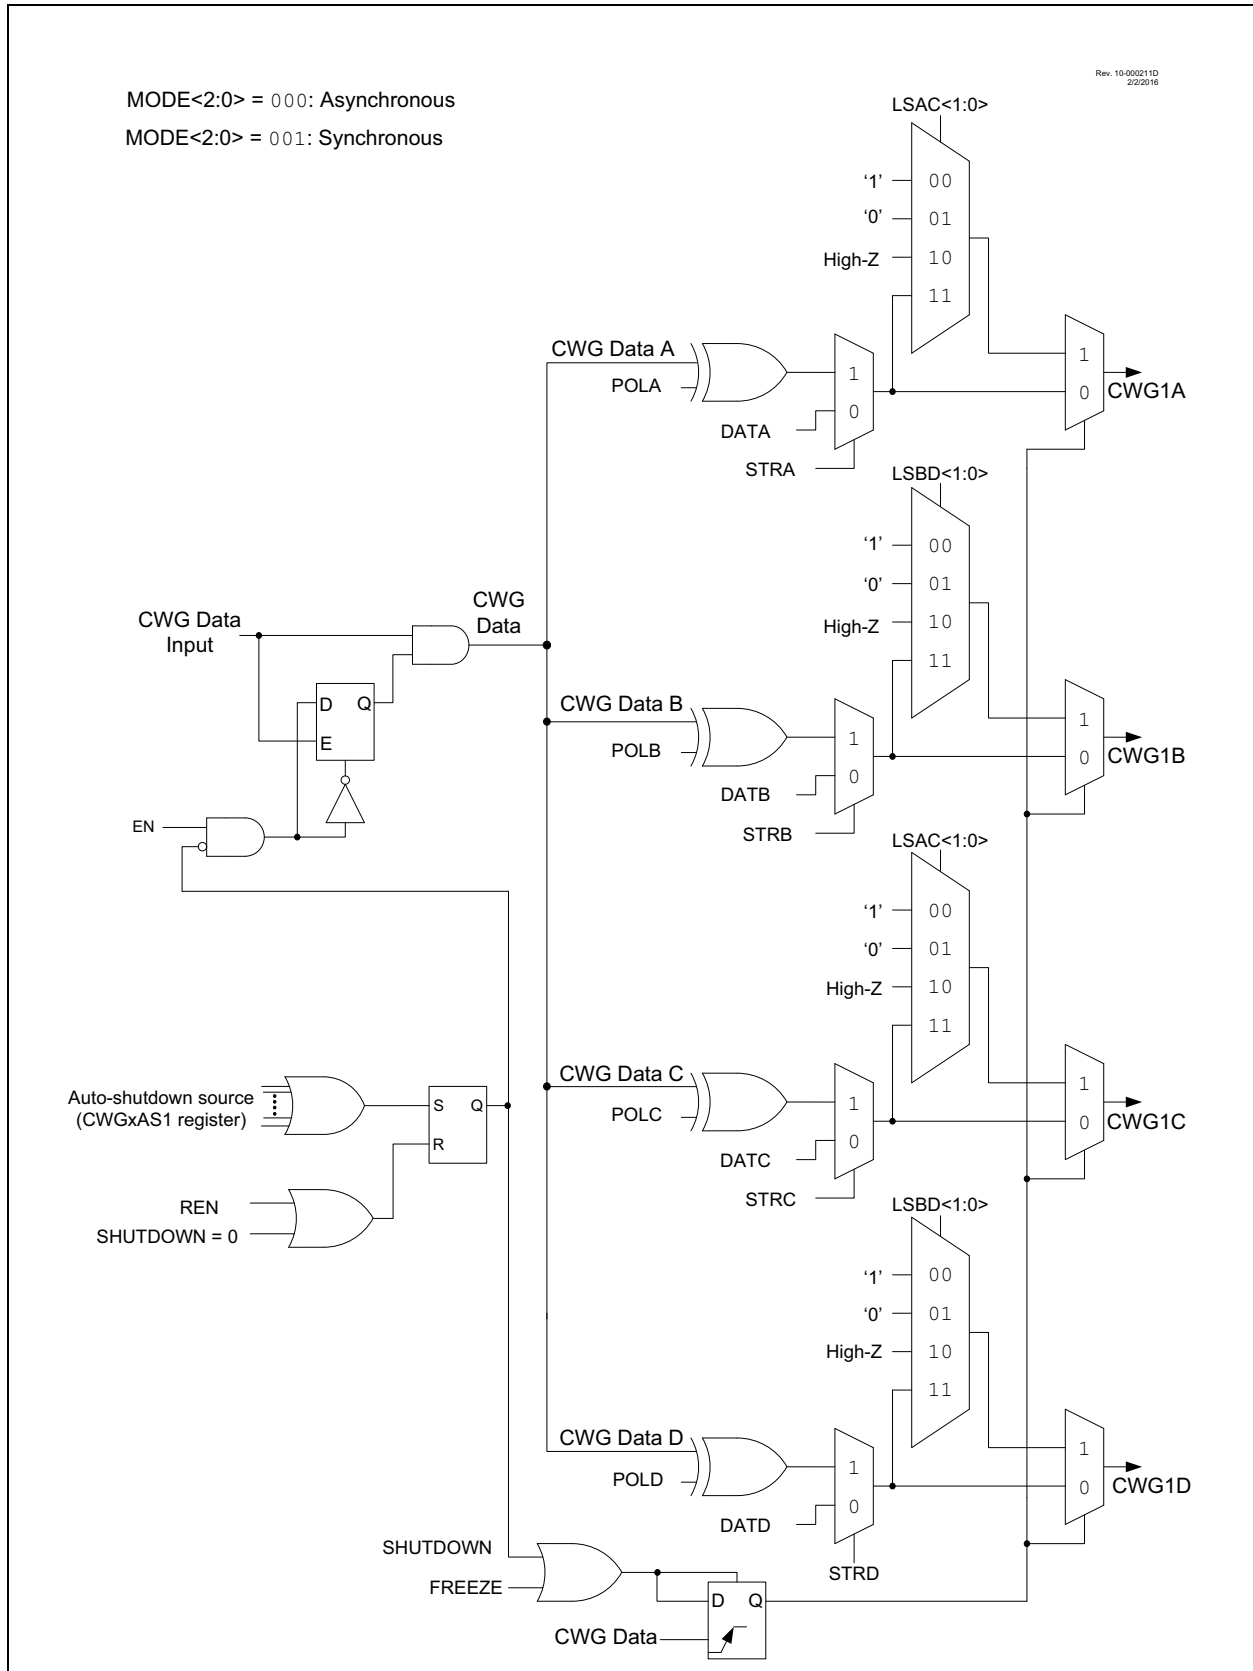 Rev. 10-000211D
2/2/2016
MODE<2:0> = 000: Asynchronous
MODE<2:0> = 001: Synchronous
LSAC<1:0>
‘1’ 00
‘0’ 01
High-Z 10
11
CWG Data A
POLA
1
0
DATA
STRA
1
0
CWG1A
LSBD<1:0>
‘1’ 00
‘0’ 01
High-Z 10
11
CWG Data
Input
CWG
Data
D Q
E
EN
CWG Data B
POLB
1
0
DATB
STRB
1
0
CWG1B
LSAC<1:0>
‘1’ 00
‘0’ 01
High-Z 10
11
CWG Data C
POLC
1
0
DATC
STRC
1
0
CWG1C
Auto-shutdown source
(CWGxAS1 register)
S Q
R
REN
SHUTDOWN = 0
LSBD<1:0>
‘1’ 00
‘0’ 01
High-Z 10
11
CWG Data D
POLD
1
0
DATD
STRD
1
0
CWG1D
SHUTDOWN
FREEZE
D Q
CWG Data